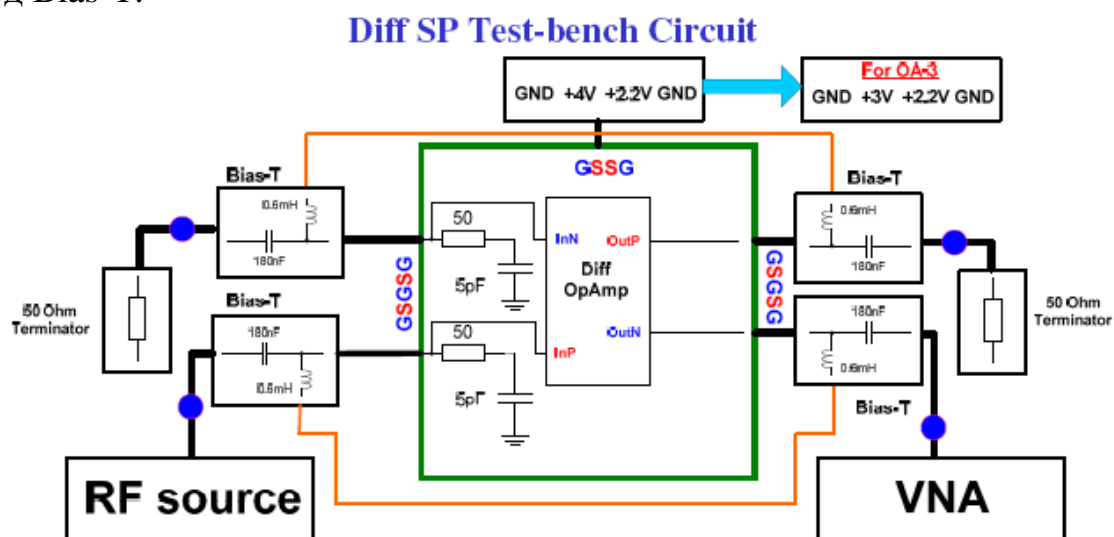 д Bias-T.
Diff SP Test-bench Circuit
For OA-3
GND +4V +2.2V GND
GND +3V +2.2V GND
GSSG
Bias-T
Bias-T
0.6mH
0.6mH
180nF
180nF
50
InN
OutP
GSGSG
GSGSG
5pF
Diff
OpAmp
50 Ohm
Terminator
50 Ohm
Terminator
Bias-T
180nF
180nF
50
InP
OutN
0.6mH
0.6mH
5pF
Bias-T
RF source
VNA